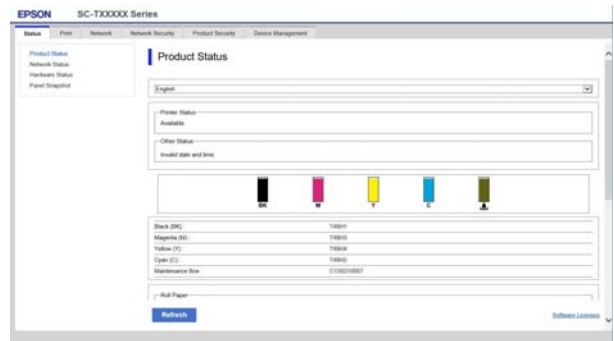 EPSON SC-TXXXXX Series
Status Print Network Network Security Product Security Device Management
Product Status
Network Status
Hardware Status
Panel Snapshot
Product Status
English
Printer Status
Available
Other Status
Invalid date and time.
BK M Y C
Black (BK) :
Magenta (M) :
Yellow (Y) :
Cyan (C) :
Maintenance Box :
Roll Paper
Refresh
Software Licenses